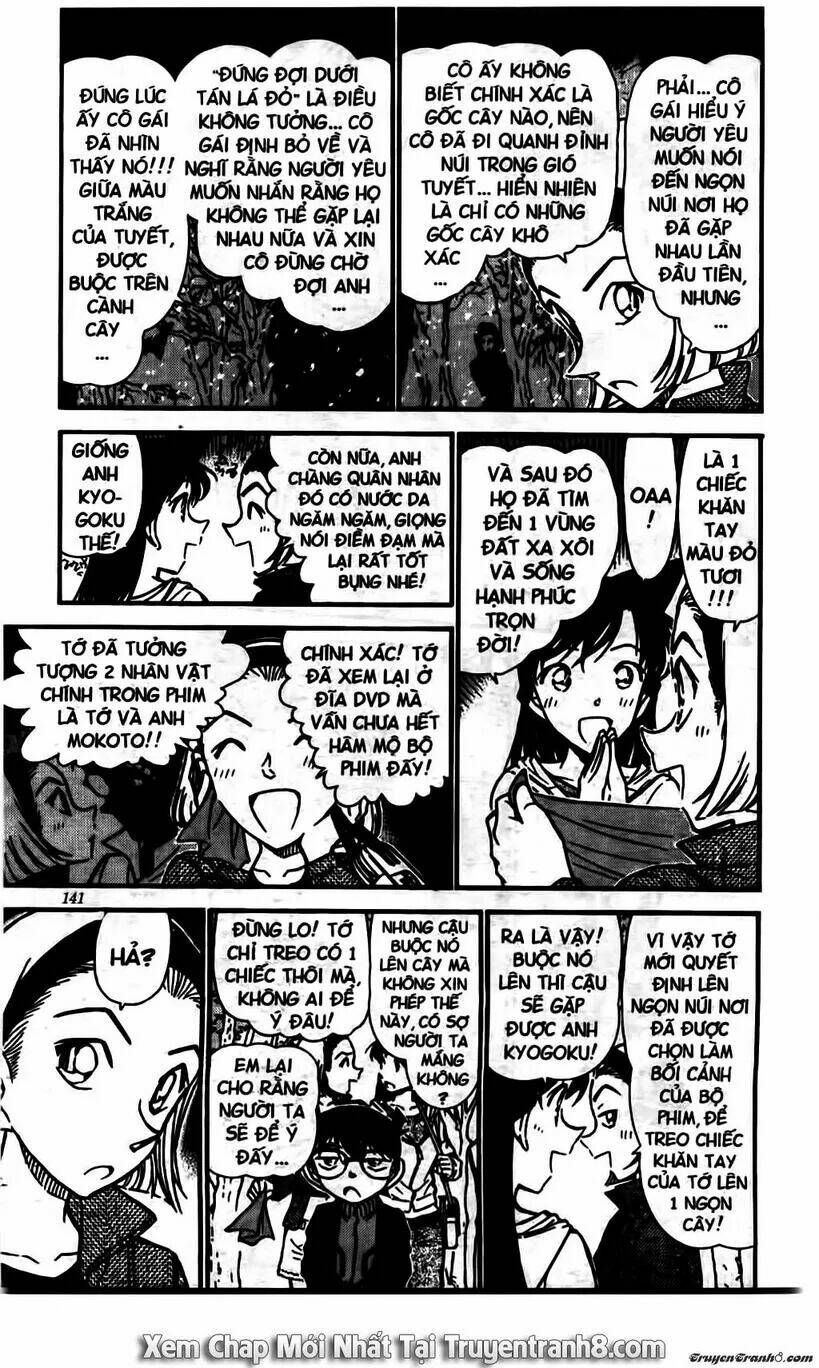 PHẢI... CÔ
GÁI HIỂU Ý
NGƯỜI YÊU
MUỐN NÓI
ĐẾN NGỌN
NÚI NƠI HỌ
ĐÃ GẶP
NHAU LẦN
ĐẦU TIÊN,
NHƯNG
...
CÔ ẤY KHÔNG
BIẾT CHÍNH XÁC LÀ
GỐC CÂY NÀO, NÊN
CÔ ĐÃ ĐI QUANH ĐỈNH
NÚI TRONG GIÓ
TUYẾT... HIỂN NHIÊN
LÀ CHỈ CÓ NHỮNG
GỐC CÂY KHÔ
XÁC
...
"ĐỨNG ĐỢI DƯỚI
TÁN LÁ ĐỎ" LÀ ĐIỀU
KHÔNG TƯỞNG... CÔ
GÁI ĐỊNH BỎ VỀ VÀ
NGHĨ RẰNG NGƯỜI YÊU
MUỐN NHẮN RẰNG HỌ
KHÔNG THỂ GẶP LẠI
NHAU NỮA VÀ XIN
CÔ ĐỪNG CHỜ
ĐỢI ANH
...
ĐÚNG LÚC
ẤY CÔ GÁI
ĐÃ NHÌN
THẤY NÓ!!!
GIỮA MÀU
TRẮNG
CỦA TUYẾT,
ĐƯỢC
BUỘC TRÊN
CÀNH
CÂY
...
LÀ 1
CHIẾC
KHĂN
TAY
MÀU ĐỎ
TƯƠI
!!!
OAA
!
VÀ SAU ĐÓ
HỌ ĐÃ TÌM
ĐẾN 1 VÙNG
ĐẤT XA XÔI
VÀ SỐNG
HẠNH PHÚC
TRỌN
ĐỜI!
CÒN NỮA, ANH
CHÀNG QUÂN NHÂN
ĐÓ CÓ NƯỚC DA
NGĂM NGĂM, GIỌNG
NÓI ĐIỀM ĐẠM MÀ
LẠI RẤT TỐT
BỤNG NHÉ!
GIỐNG
ANH
KYO-
GOKU
THẾ!
CHÍNH XÁC! TỚ
ĐÃ XEM LẠI Ở
ĐĨA DVD MÀ
VẪN CHƯA HẾT
HÂM MỘ BỘ
PHIM ĐẤY!
TỚ ĐÃ TƯỞNG
TƯỢNG 2 NHÂN VẬT
CHÍNH TRONG PHIM
LÀ TỚ VÀ ANH
MOKOTO!!
141
VÌ VẬY TỚ
MỚI QUYẾT
ĐỊNH LÊN
NGỌN NÚI NƠI
ĐÃ ĐƯỢC
CHỌN LÀM
BỐI CẢNH
CỦA BỘ
PHIM, ĐỂ
TREO CHIẾC
KHĂN TAY
CỦA TỚ LÊN
1 NGỌN
CÂY!
RA LÀ VẬY!
BUỘC NÓ
LÊN THÌ CẬU
SẼ GẶP
ĐƯỢC ANH
KYOGOKU!
NHƯNG CẬU
BUỘC NÓ
LÊN CÂY MÀ
KHÔNG XIN
PHÉP THẾ
NÀY, CÓ SỢ
NGƯỜI TA
MẮNG
KHÔNG
?
ĐỪNG LO! TỚ
CHỈ TREO CÓ 1
CHIẾC THÔI MÀ,
KHÔNG AI ĐỂ
Ý ĐÂU!
EM LẠI
CHO RẰNG
NGƯỜI TA
SẼ ĐỂ Ý
ĐẤY...
HẢ?
Xem Chap Mới Nhất Tại Truyentranh8.com
TruyenTranh8.com